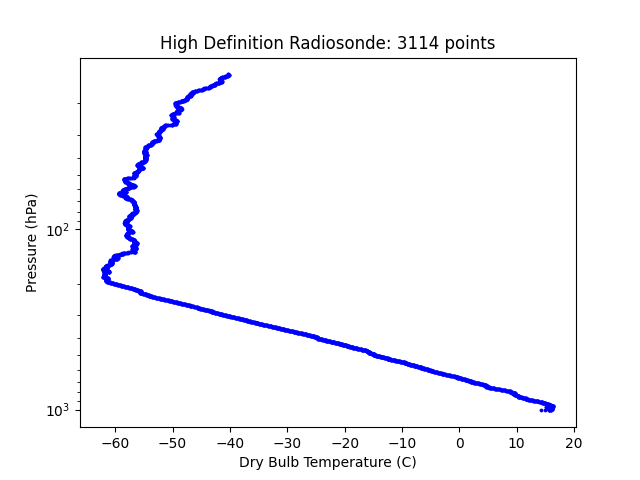 High Definition Radiosonde: 3114 points
Pressure (hPa)
10²
10³
−60 −50 −40 −30 −20 −10 0 10 20
Dry Bulb Temperature (C)